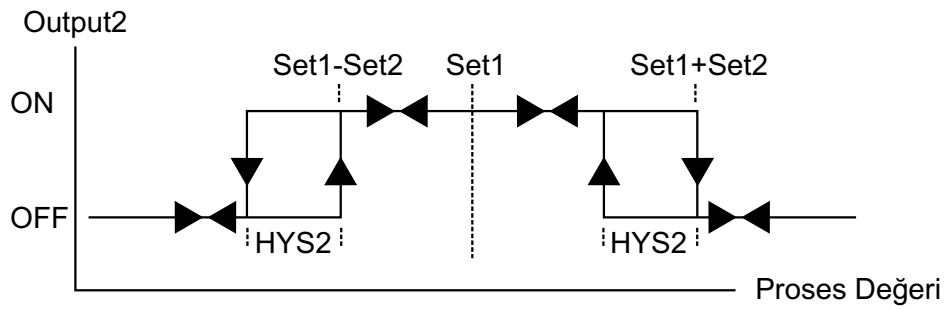 Output2
Set1-Set2 Set1 Set1+Set2
ON
OFF
HYS2 HYS2
Proses Değeri